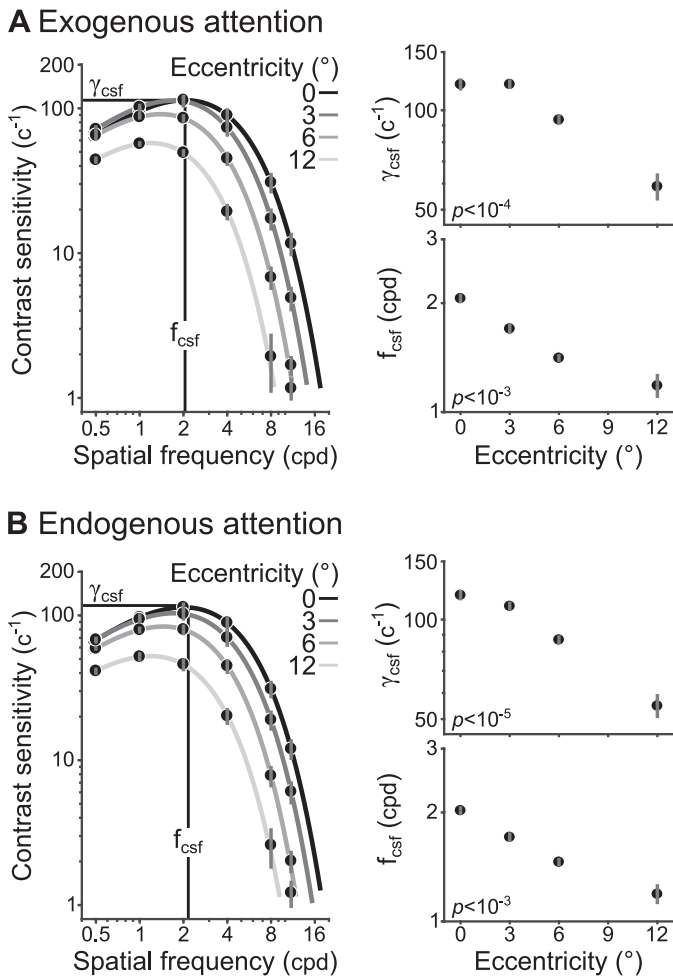 A Exogenous attention
Eccentricity (°)
0
3
6
12
γcsf
fcsf
200
100
10
1
Contrast sensitivity (c⁻¹)
0.5 1 2 4 8 16
Spatial frequency (cpd)
150
100
50
γcsf (c⁻¹)
p<10⁻⁴
3
2
1
fcsf (cpd)
p<10⁻³
0 3 6 9 12
Eccentricity (°)
B Endogenous attention
Eccentricity (°)
0
3
6
12
γcsf
fcsf
200
100
10
1
Contrast sensitivity (c⁻¹)
0.5 1 2 4 8 16
Spatial frequency (cpd)
150
100
50
γcsf (c⁻¹)
p<10⁻⁵
3
2
1
fcsf (cpd)
p<10⁻³
0 3 6 9 12
Eccentricity (°)